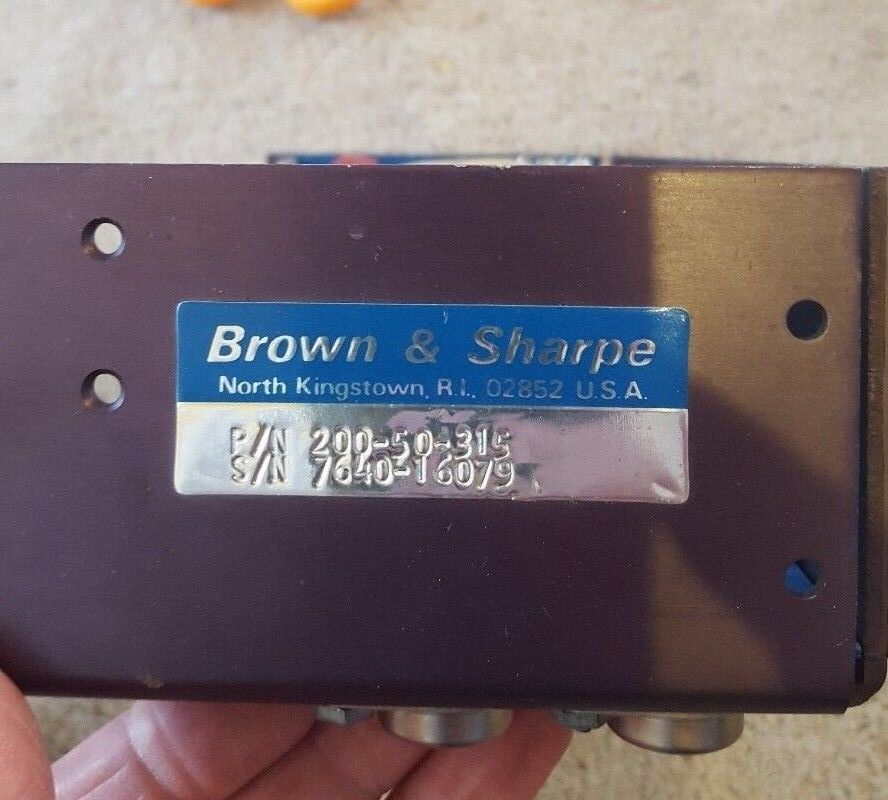 Brown & Sharpe
North Kingstown, R.I., 02852 U.S.A.
P/N 200-50-315
S/N 7640-16079